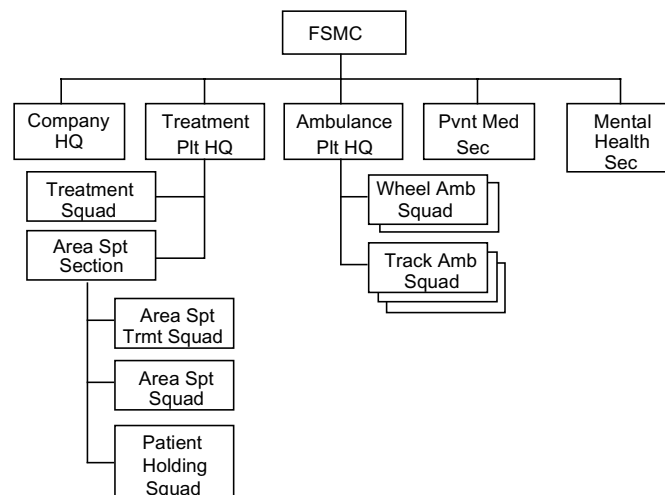 FSMC
Company
HQ
Treatment
Plt HQ
Ambulance
Plt HQ
Pvnt Med
Sec
Mental
Health
Sec
Treatment
Squad
Area Spt
Section
Area Spt
Trmt Squad
Area Spt
Squad
Patient
Holding
Squad
Wheel Amb
Squad
Track Amb
Squad